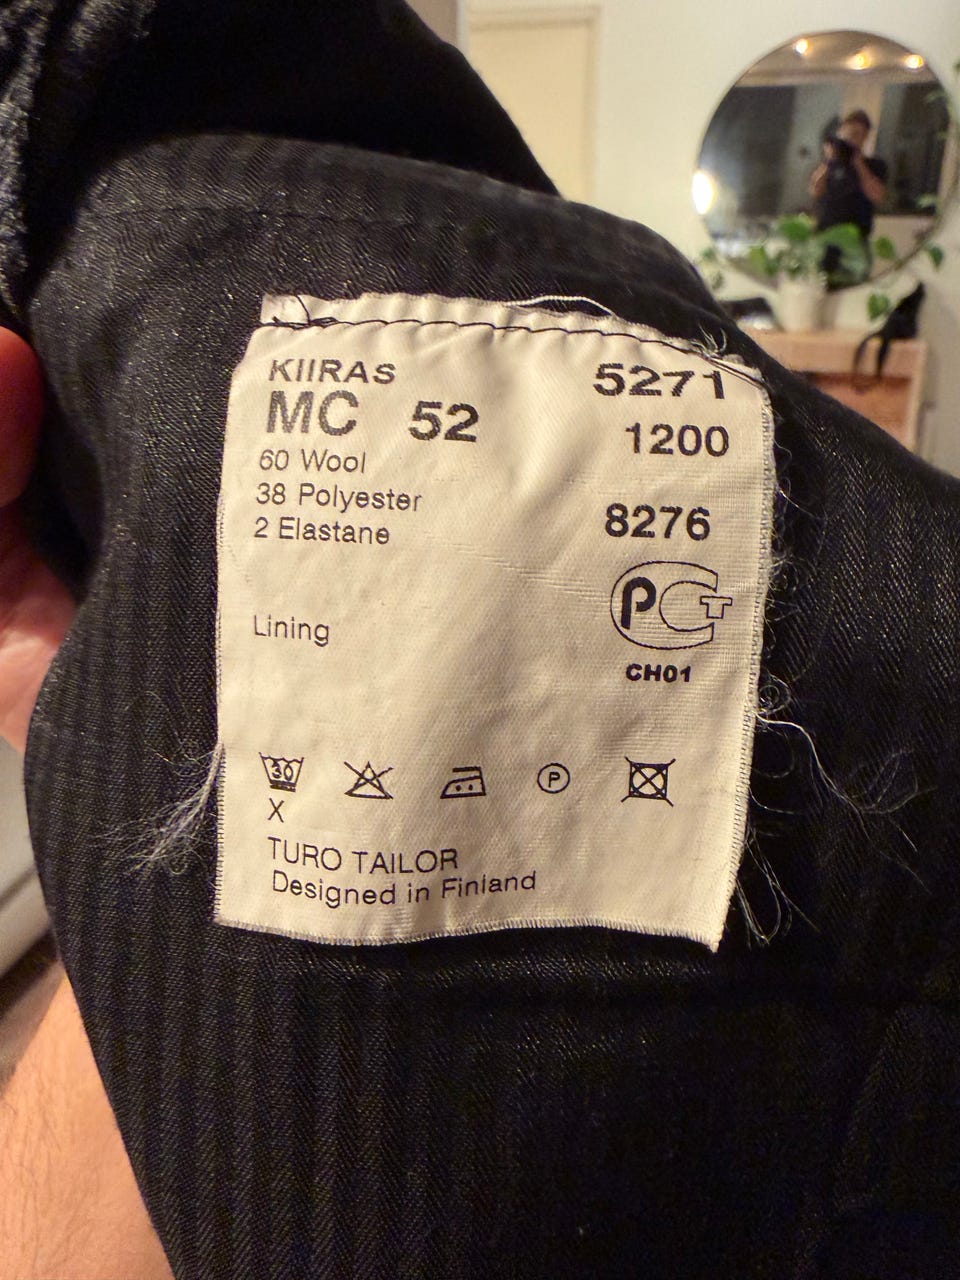 KIIRAS 5271
MC 52 1200
60 Wool
38 Polyester 8276
2 Elastane
PCT
Lining
CH01
30 P
X
TURO TAILOR
Designed in Finland